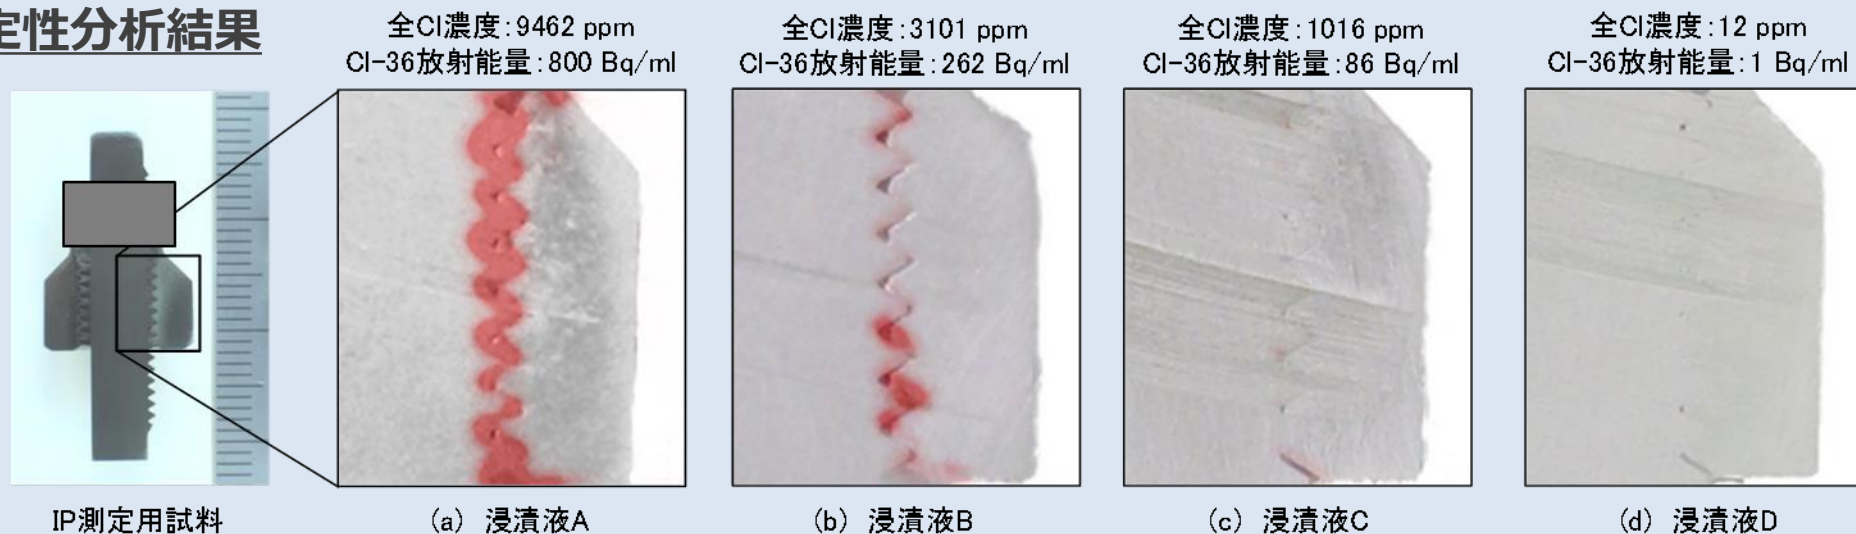 定性分析結果
全Cl濃度:9462 ppm
Cl-36放射能量:800 Bq/ml
全Cl濃度:3101 ppm
Cl-36放射能量:262 Bq/ml
全Cl濃度:1016 ppm
Cl-36放射能量:86 Bq/ml
全Cl濃度:12 ppm
Cl-36放射能量:1 Bq/ml
IP測定用試料
(a) 浸漬液A
(b) 浸漬液B
(c) 浸漬液C
(d) 浸漬液D